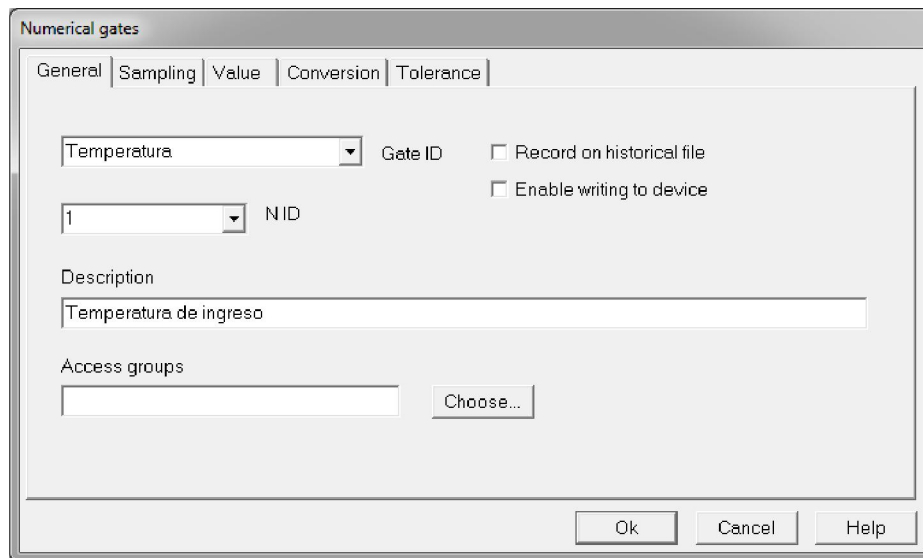 Numerical gates
General Sampling Value Conversion Tolerance
Temperatura Gate ID Record on historical file
Enable writing to device
1 N ID
Description
Temperatura de ingreso
Access groups
Choose...
Ok Cancel Help